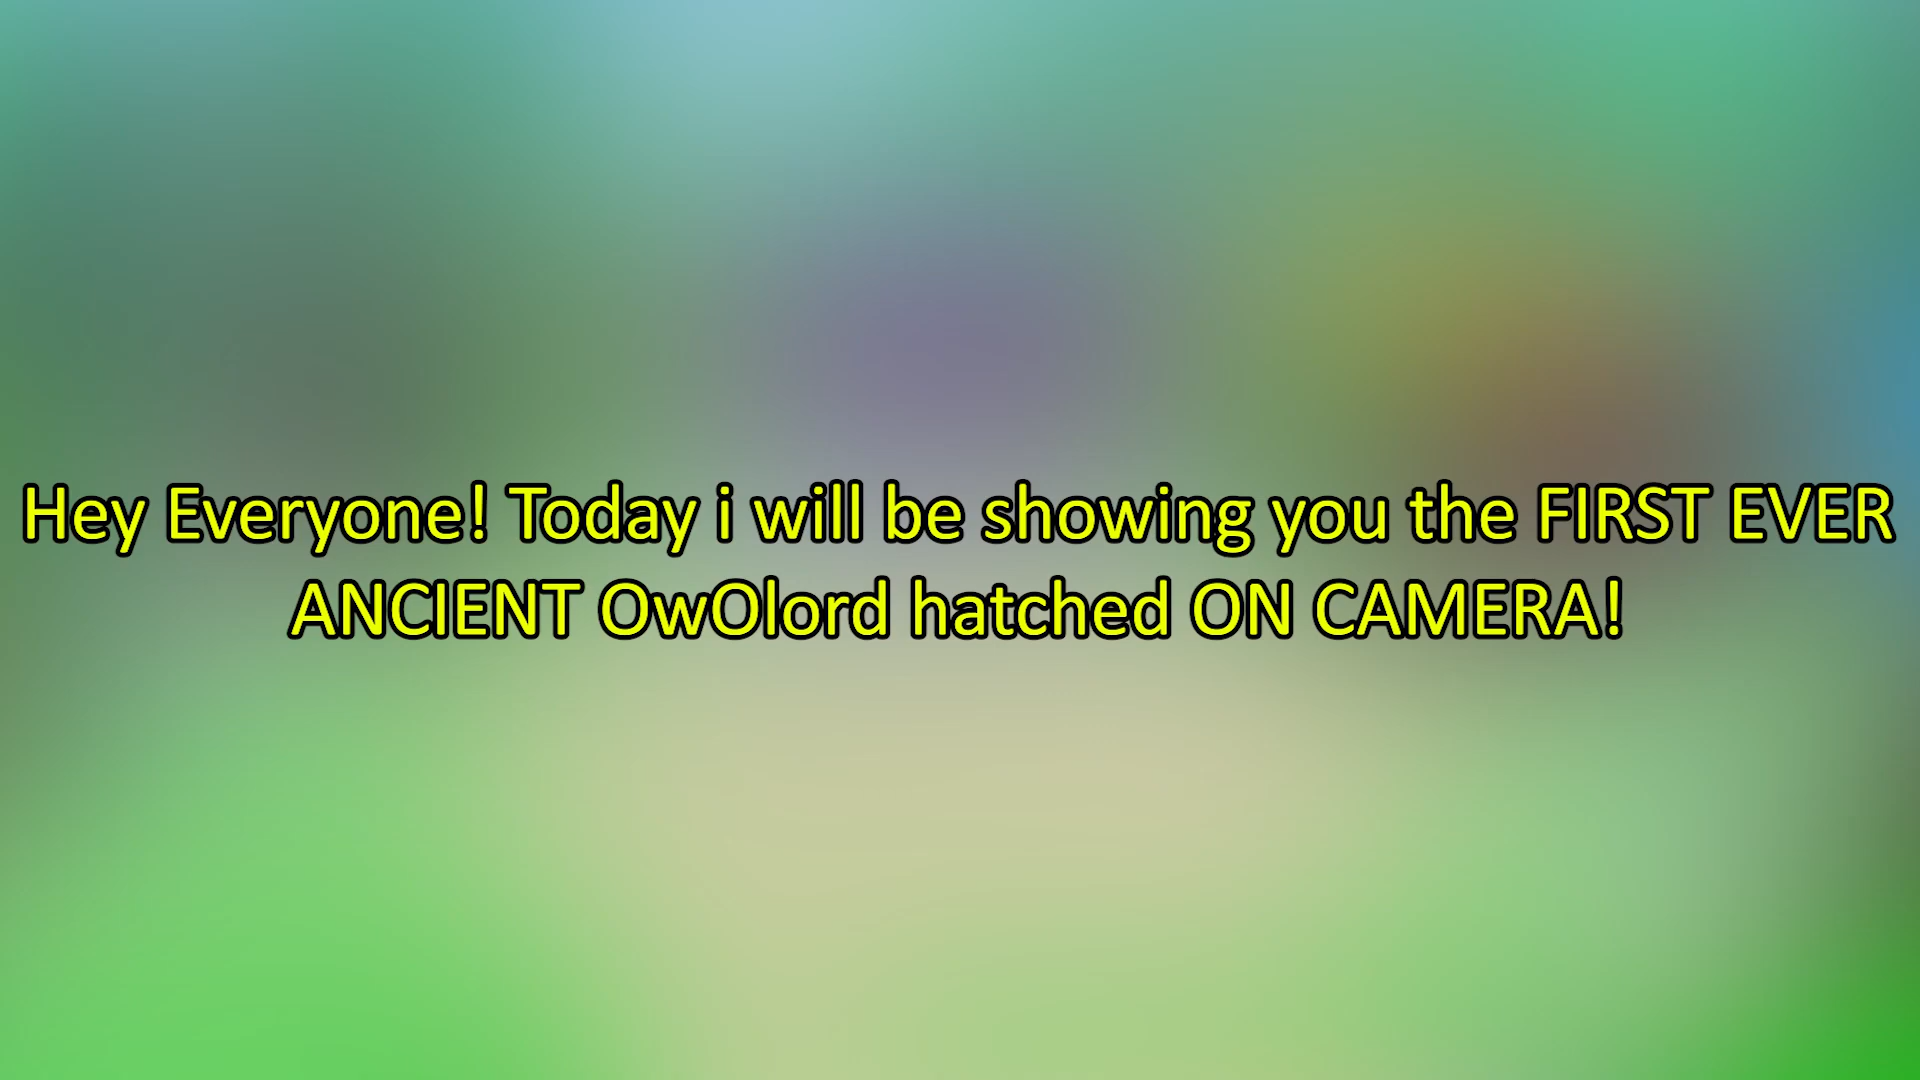 Hey Everyone! Today i will be showing you the FIRST EVER
ANCIENT OwOlord hatched ON CAMERA!